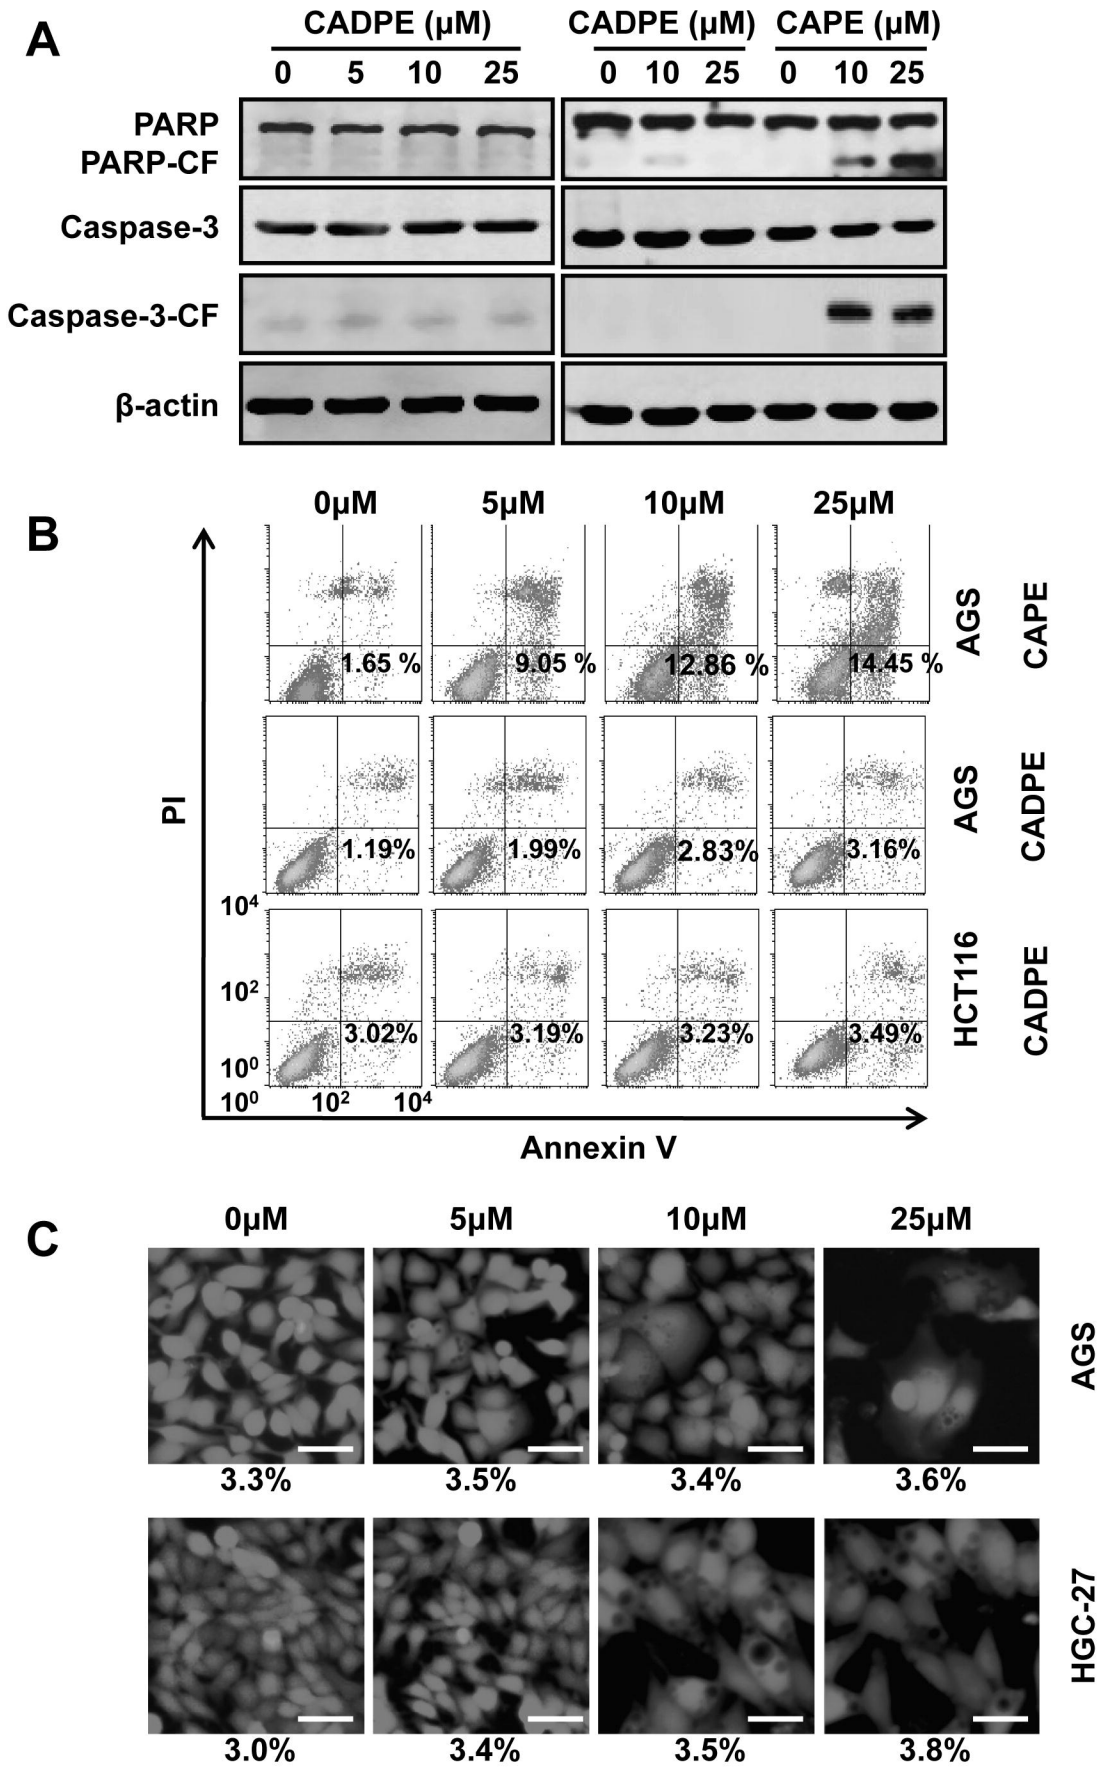 A
CADPE (µM) CADPE (µM) CAPE (µM)
0 5 10 25 0 10 25 0 10 25
PARP
PARP-CF
Caspase-3
Caspase-3-CF
β-actin
B
0µM 5µM 10µM 25µM
1.65 % 9.05 % 12.86 % 14.45 %
AGS
CAPE
1.19% 1.99% 2.83% 3.16%
AGS
CADPE
3.02% 3.19% 3.23% 3.49%
HCT116
CADPE
PI
10⁴
10²
10⁰
10⁰ 10² 10⁴
Annexin V
C
0µM 5µM 10µM 25µM
AGS
3.3% 3.5% 3.4% 3.6%
HGC-27
3.0% 3.4% 3.5% 3.8%